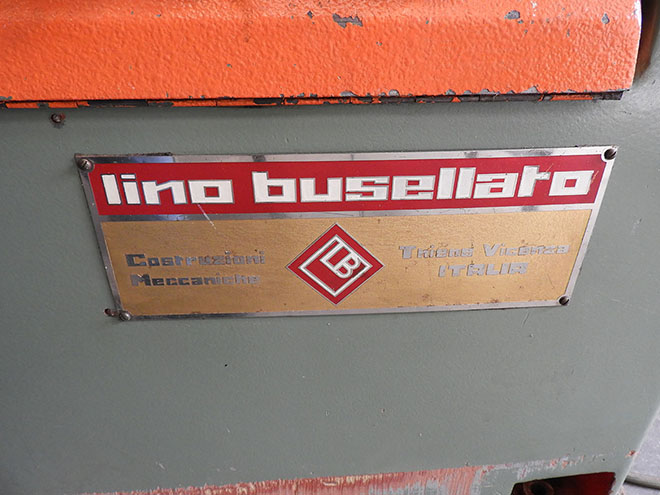 lino busellato
Costruzioni
Meccaniche
LB
Thiene Vicenza
ITALIA